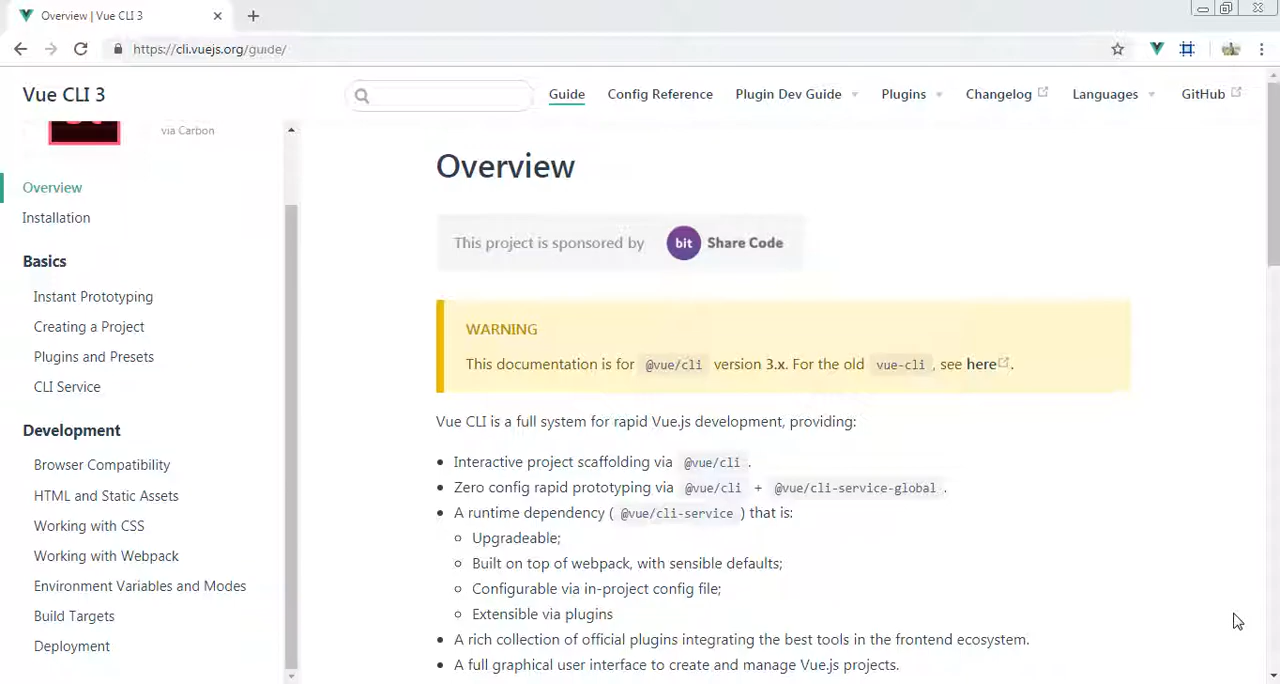 Overview | Vue CLI 3
https://cli.vuejs.org/guide/
Vue CLI 3
Guide
Config Reference
Plugin Dev Guide
Plugins
Changelog
Languages
GitHub
via Carbon
Overview
Installation
Basics
Instant Prototyping
Creating a Project
Plugins and Presets
CLI Service
Development
Browser Compatibility
HTML and Static Assets
Working with CSS
Working with Webpack
Environment Variables and Modes
Build Targets
Deployment
Overview
This project is sponsored by bit Share Code
WARNING
This documentation is for @vue/cli version 3.x. For the old vue-cli , see here .
Vue CLI is a full system for rapid Vue.js development, providing:
• Interactive project scaffolding via @vue/cli .
• Zero config rapid prototyping via @vue/cli + @vue/cli-service-global .
• A runtime dependency ( @vue/cli-service ) that is:
◦ Upgradeable;
◦ Built on top of webpack, with sensible defaults;
◦ Configurable via in-project config file;
◦ Extensible via plugins
• A rich collection of official plugins integrating the best tools in the frontend ecosystem.
• A full graphical user interface to create and manage Vue.js projects.